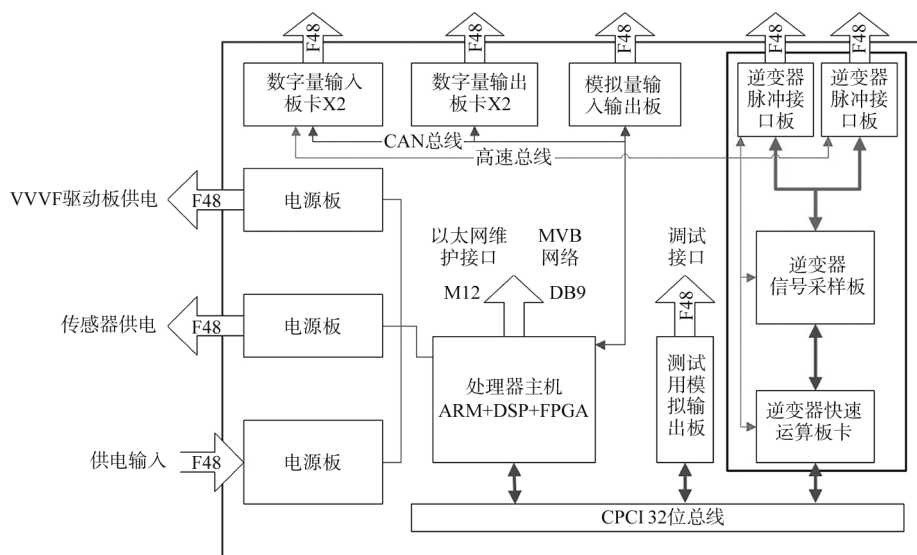 F48
F48
F48
F48
F48
数字量输入
板卡X2
数字量输出
板卡X2
模拟量输
入输出板
逆变器
脉冲接
口板
逆变器
脉冲接
口板
CAN总线
高速总线
VVVF驱动板供电
F48
电源板
以太网维
护接口
MVB
网络
调试
接口
M12
DB9
F48
逆变器
信号采样板
传感器供电
F48
电源板
处理器主机
ARM+DSP+FPGA
测试
用模
拟输
出板
逆变器快速
运算板卡
供电输入
F48
电源板
CPCI 32位总线